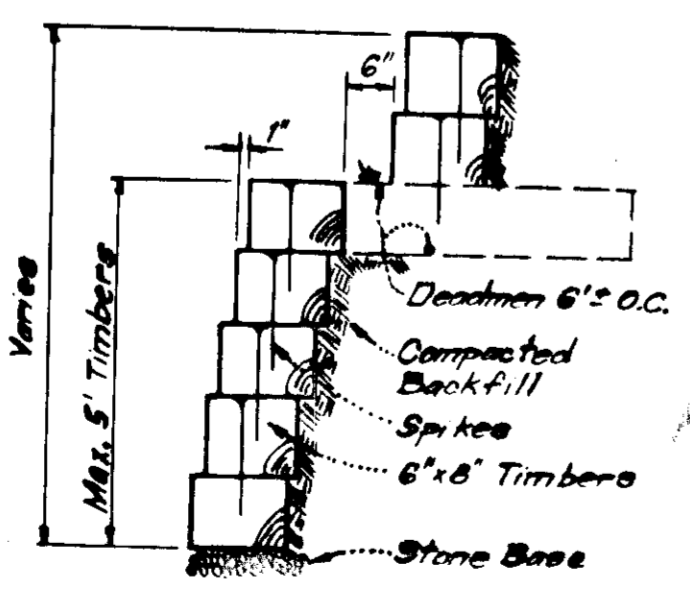 6"
1"
Varies
Max. 5' Timbers
Deadmen 6'± O.C.
Compacted
Backfill
Spikes
6"x8" Timbers
Stone Base